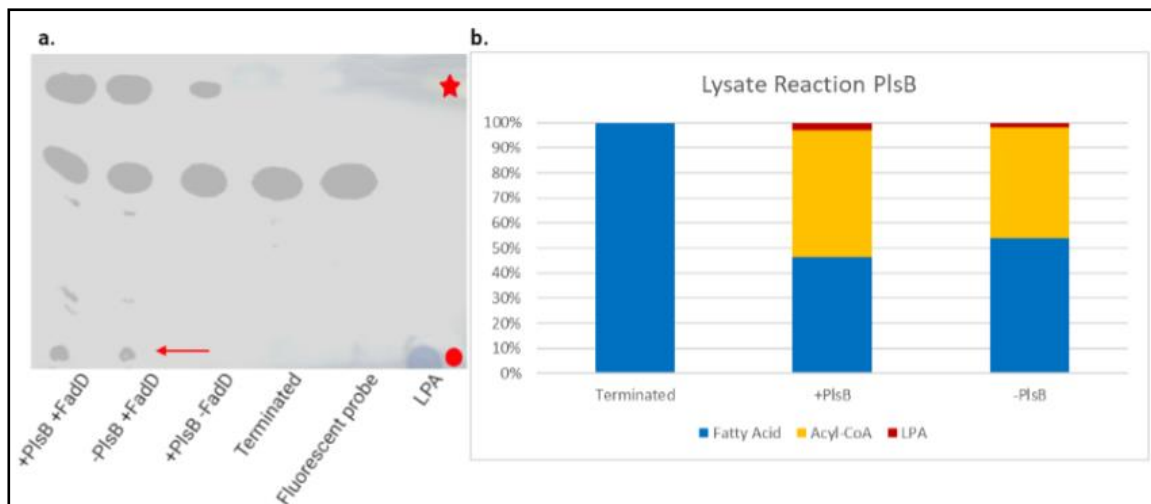 a.
+PlsB +FadD
-PlsB +FadD
+PlsB -FadD
Terminated
Fluorescent probe
LPA
b.
Lysate Reaction PlsB
100%
90%
80%
70%
60%
50%
40%
30%
20%
10%
0%
Terminated
+PlsB
-PlsB
Fatty Acid
Acyl-CoA
LPA